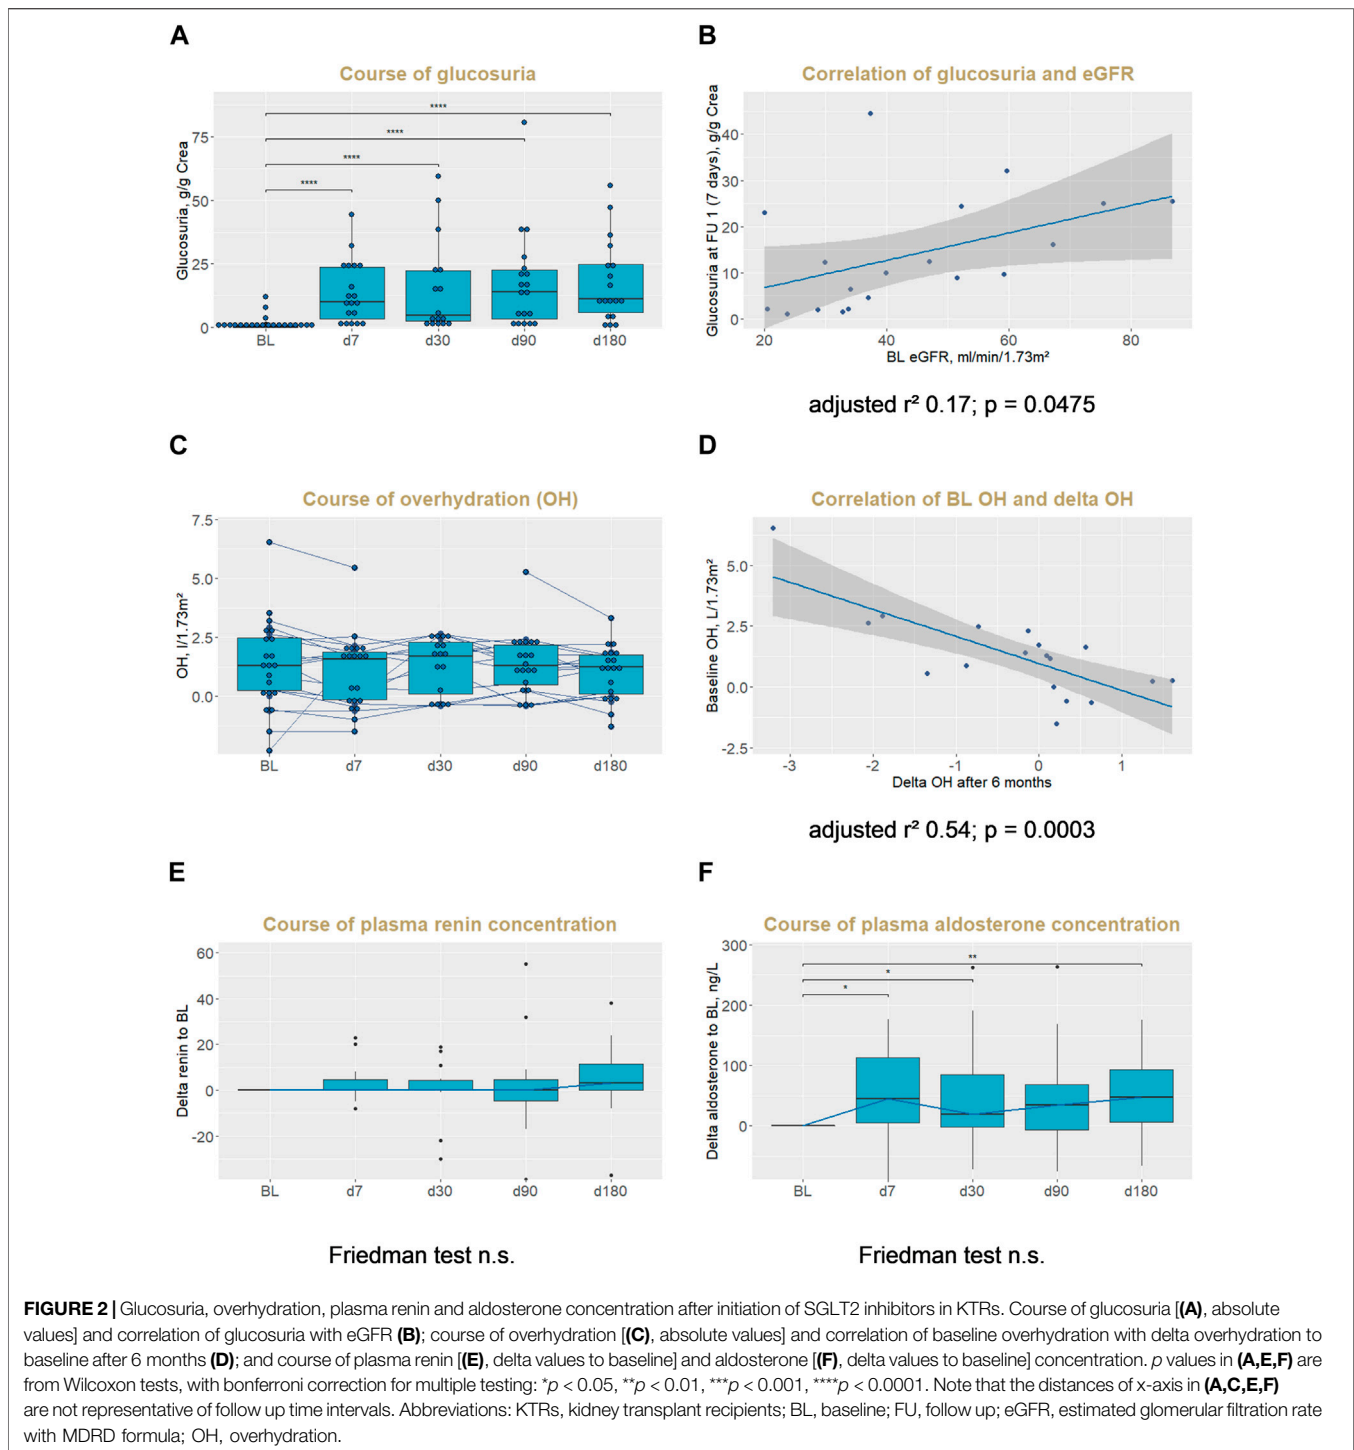 A
Course of glucosuria
Glucosuria, g/g Crea
75
50
25
0
****
****
****
****
BL d7 d30 d90 d180
B
Correlation of glucosuria and eGFR
Glucosuria at FU 1 (7 days), g/g Crea
40
30
20
10
0
20 40 60 80
BL eGFR, ml/min/1.73m²
adjusted r² 0.17; p = 0.0475
C
Course of overhydration (OH)
OH, l/1.73m²
7.5
5.0
2.5
0.0
BL d7 d30 d90 d180
D
Correlation of BL OH and delta OH
Baseline OH, L/1.73m²
5.0
2.5
0.0
-2.5
-3 -2 -1 0 1
Delta OH after 6 months
adjusted r² 0.54; p = 0.0003
E
Course of plasma renin concentration
Delta renin to BL
60
40
20
0
-20
BL d7 d30 d90 d180
Friedman test n.s.
F
Course of plasma aldosterone concentration
Delta aldosterone to BL, ng/L
300
200
100
0
**
*
*
BL d7 d30 d90 d180
Friedman test n.s.
FIGURE 2 | Glucosuria, overhydration, plasma renin and aldosterone concentration after initiation of SGLT2 inhibitors in KTRs. Course of glucosuria [(A), absolute
values] and correlation of glucosuria with eGFR (B); course of overhydration [(C), absolute values] and correlation of baseline overhydration with delta overhydration to
baseline after 6 months (D); and course of plasma renin [(E), delta values to baseline] and aldosterone [(F), delta values to baseline] concentration. p values in (A,E,F) are
from Wilcoxon tests, with bonferroni correction for multiple testing: *p < 0.05, **p < 0.01, ***p < 0.001, ****p < 0.0001. Note that the distances of x-axis in (A,C,E,F)
are not representative of follow up time intervals. Abbreviations: KTRs, kidney transplant recipients; BL, baseline; FU, follow up; eGFR, estimated glomerular filtration rate
with MDRD formula; OH, overhydration.